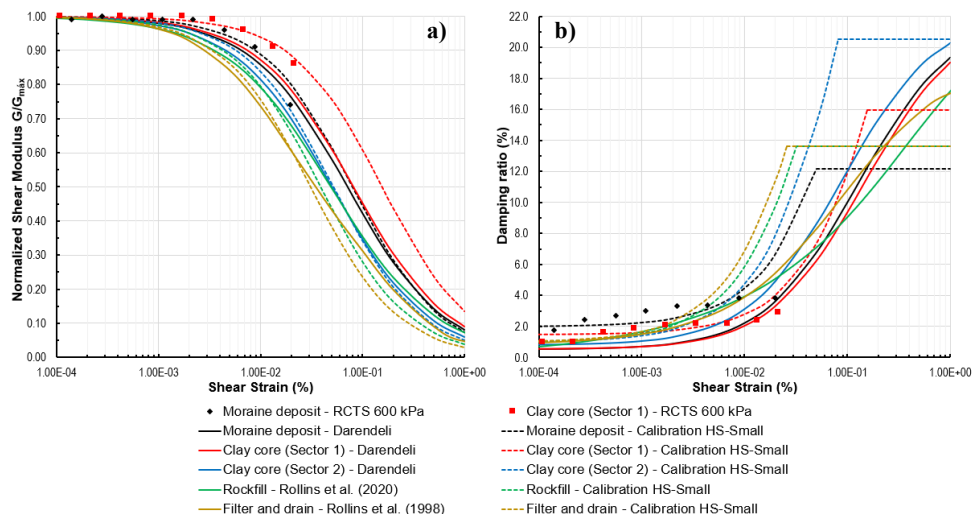 a)
Normalized Shear Modulus G/Gmáx
1.00
0.90
0.80
0.70
0.60
0.50
0.40
0.30
0.20
0.10
0.00
1.00E-04
1.00E-03
1.00E-02
1.00E-01
1.00E+00
Shear Strain (%)
b)
Damping ratio (%)
22.0
20.0
18.0
16.0
14.0
12.0
10.0
8.0
6.0
4.0
2.0
0.0
1.00E-04
1.00E-03
1.00E-02
1.00E-01
1.00E+00
Shear Strain (%)
Moraine deposit - RCTS 600 kPa
Clay core (Sector 1) - RCTS 600 kPa
Moraine deposit - Darendeli
Moraine deposit - Calibration HS-Small
Clay core (Sector 1) - Darendeli
Clay core (Sector 1) - Calibration HS-Small
Clay core (Sector 2) - Darendeli
Clay core (Sector 2) - Calibration HS-Small
Rockfill - Rollins et al. (2020)
Rockfill - Calibration HS-Small
Filter and drain - Rollins et al. (1998)
Filter and drain - Calibration HS-Small